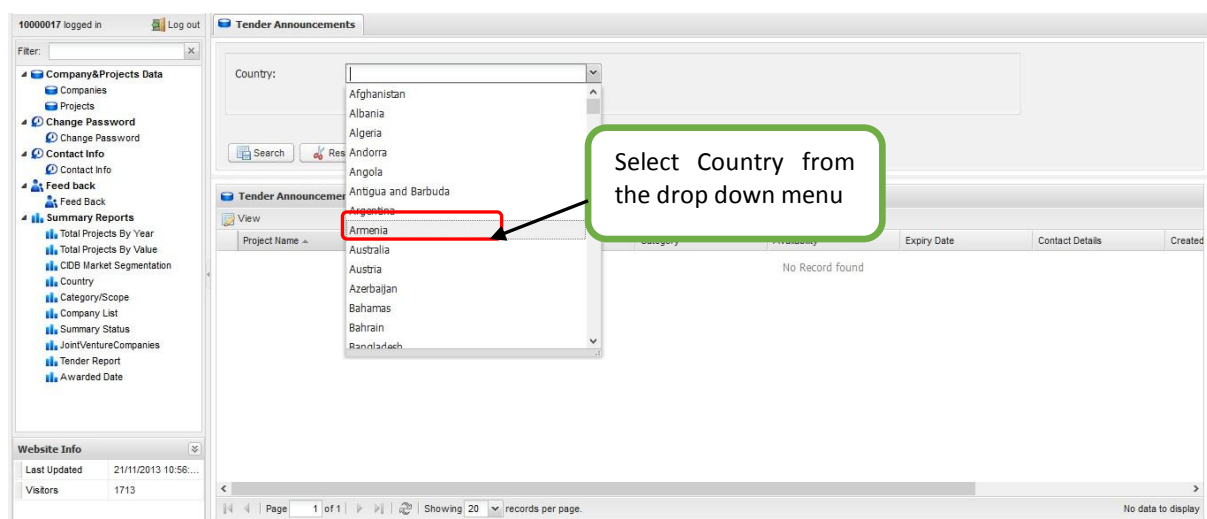 10000017 logged in
Log out
Filter:
Company&Projects Data
Companies
Projects
Change Password
Change Password
Contact Info
Contact Info
Feed back
Feed Back
Summary Reports
Total Projects By Year
Total Projects By Value
CIDB Market Segmentation
Country
Category/Scope
Company List
Summary Status
JointVentureCompanies
Tender Report
Awarded Date
Website Info
Last Updated 21/11/2013 10:56:...
Visitors 1713
Tender Announcements
Country:
Afghanistan
Albania
Algeria
Andorra
Angola
Antigua and Barbuda
Argentina
Armenia
Australia
Austria
Azerbaijan
Bahamas
Bahrain
Bangladesh
Search Res
Select Country from
the drop down menu
Tender Announcemen
View
Project Name Category Availability Expiry Date Contact Details Created
No Record found
Page 1 of 1 Showing 20 records per page. No data to display